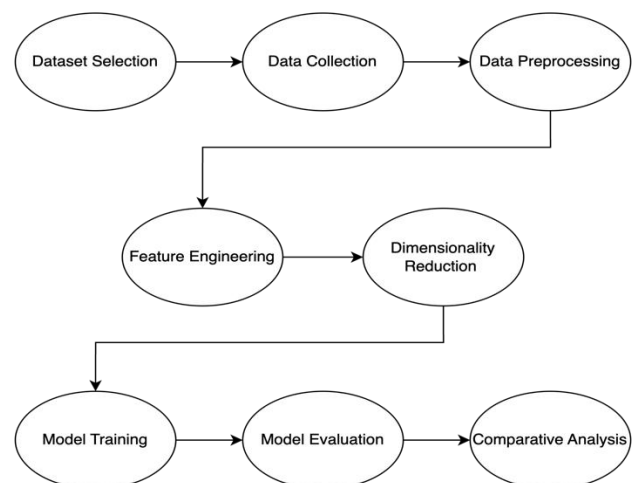 Dataset Selection
Data Collection
Data Preprocessing
Feature Engineering
Dimensionality
Reduction
Model Training
Model Evaluation
Comparative Analysis